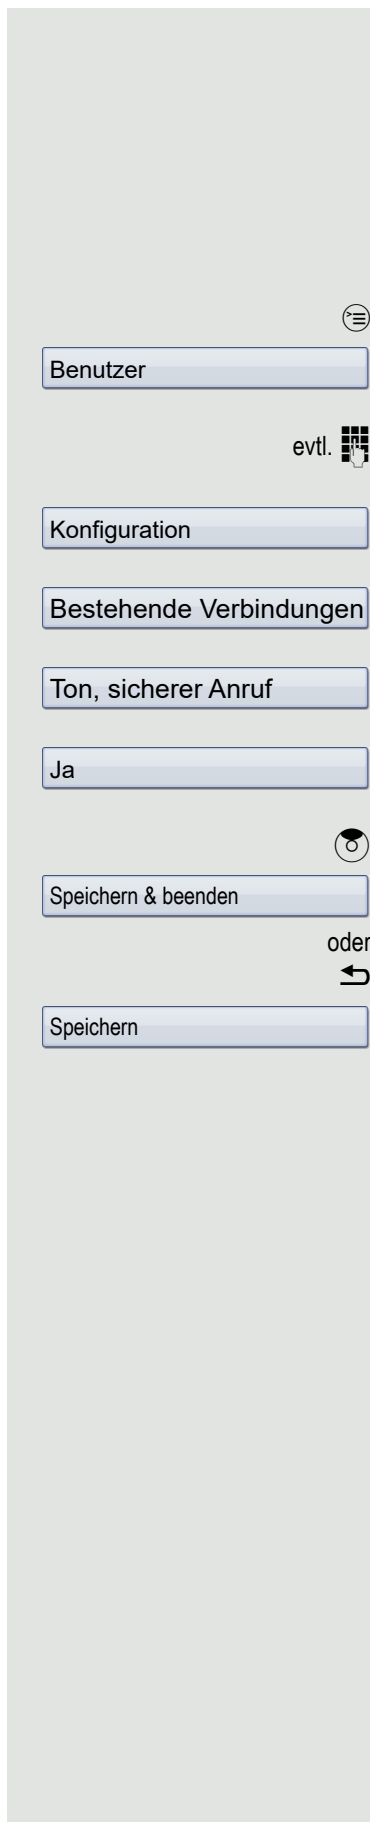 Benutzer
evtl.
Konfiguration
Bestehende Verbindungen
Ton, sicherer Anruf
Ja
Speichern & beenden
oder
Speichern